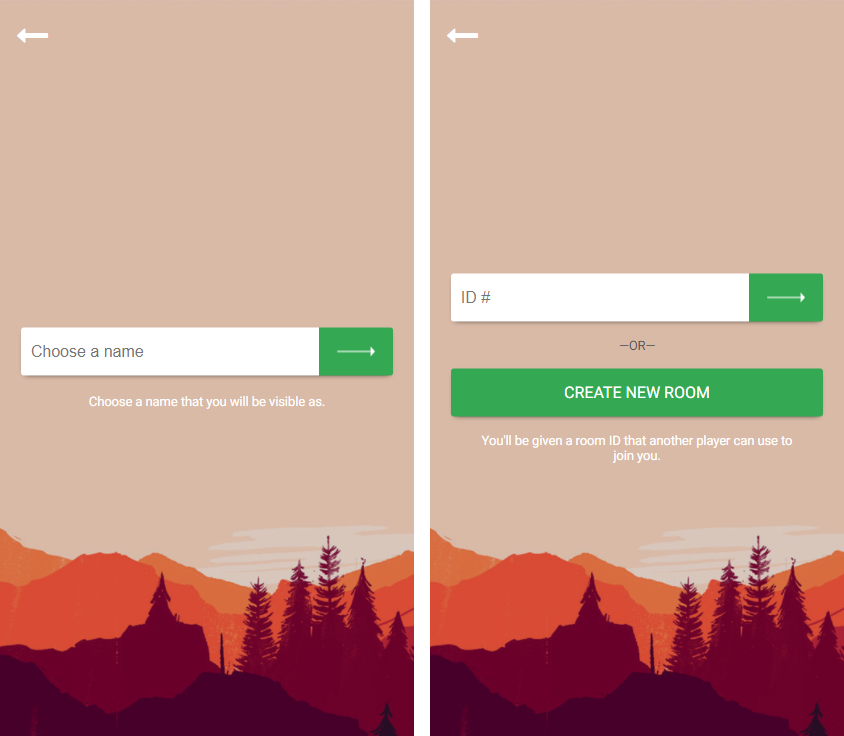 Choose a name
Choose a name that you will be visible as.
ID #
—OR—
CREATE NEW ROOM
You'll be given a room ID that another player can use to
join you.